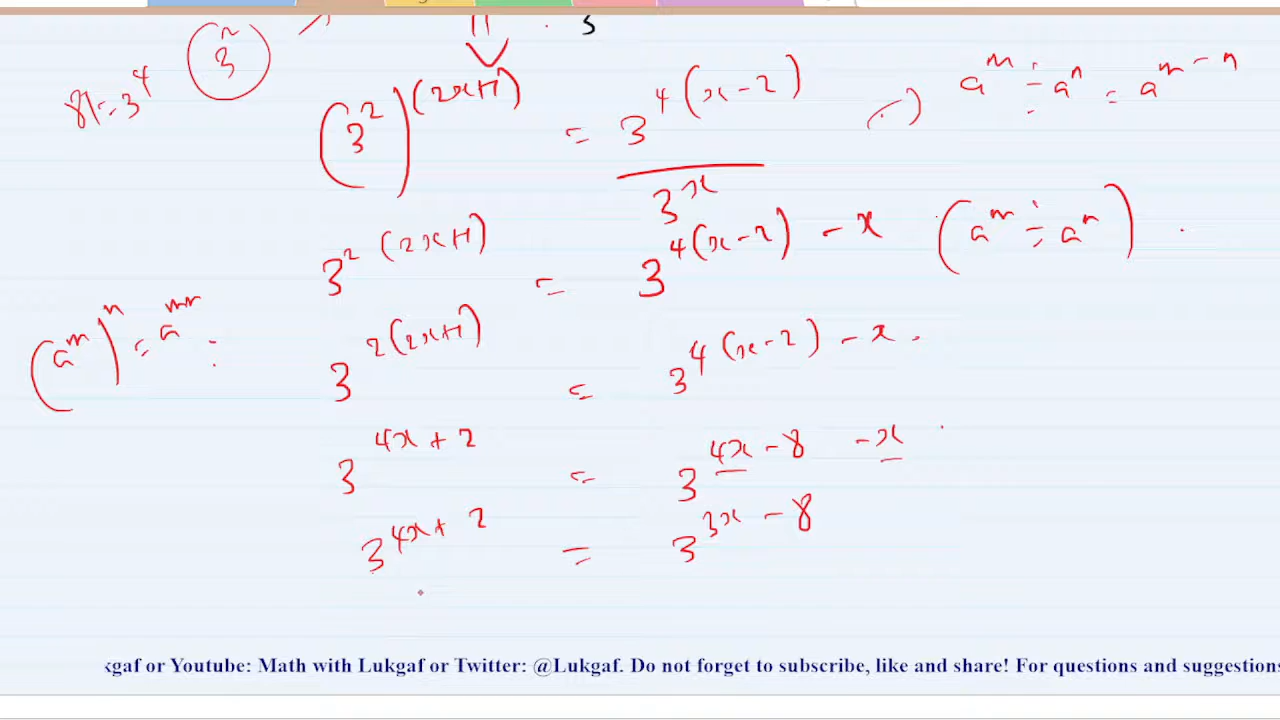 81 = 3^4
3^n
(3^2)^(2x+1) = 3^4(x-2) / 3^x
a^m ÷ a^n = a^m-n
3^2(2x+1) = 3^4(x-2) - x (a^m ÷ a^n)
(a^m)^n = a^mn
3^2(2x+1) = 3^4(x-2) - x
3^4x+2 = 3^4x-8 -x
3^4x+2 = 3^3x-8
kgaf or Youtube: Math with Lukgaf or Twitter: @Lukgaf. Do not forget to subscribe, like and share! For questions and suggestions